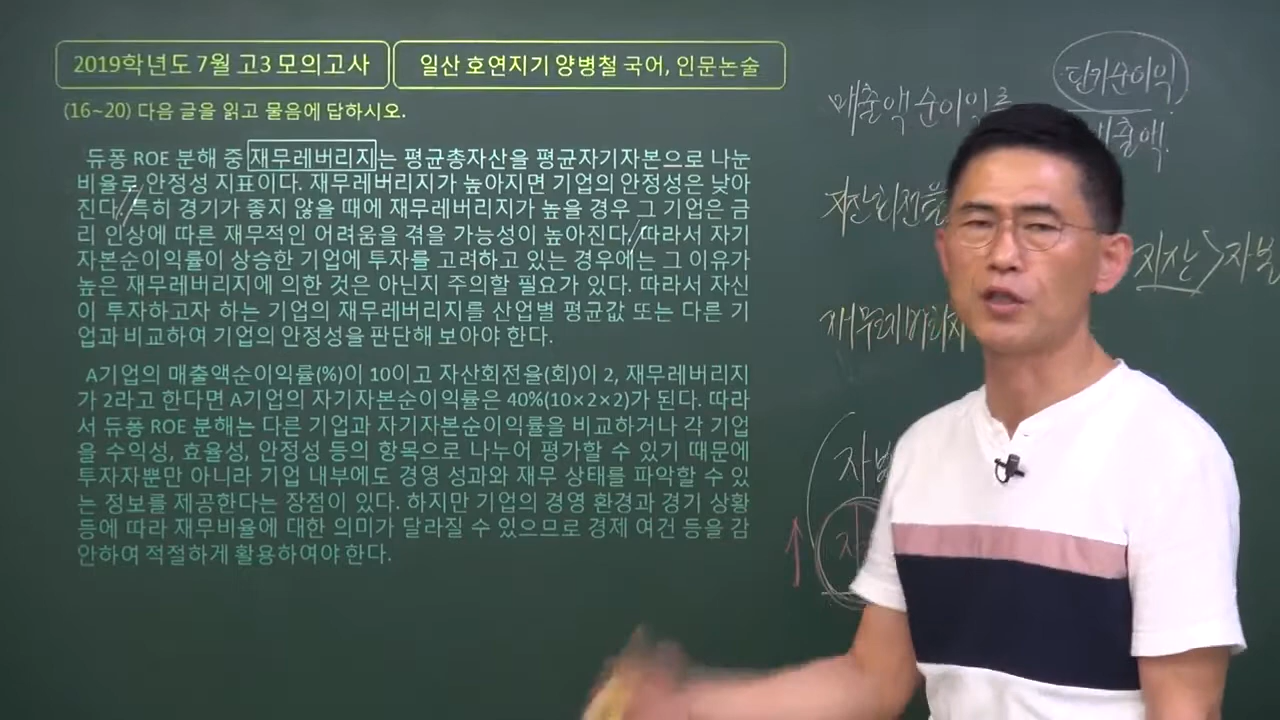 2019학년도 7월 고3 모의고사
일산 호연지기 양병철 국어, 인문논술
(16~20) 다음 글을 읽고 물음에 답하시오.
듀퐁 ROE 분해 중 재무레버리지는 평균총자산을 평균자기자본으로 나눈
비율로 안정성 지표이다. 재무레버리지가 높아지면 기업의 안정성은 낮아
진다. 특히 경기가 좋지 않을 때에 재무레버리지가 높을 경우 그 기업은 금
리 인상에 따른 재무적인 어려움을 겪을 가능성이 높아진다. 따라서 자기
자본순이익률이 상승한 기업에 투자를 고려하고 있는 경우에는 그 이유가
높은 재무레버리지에 의한 것은 아닌지 주의할 필요가 있다. 따라서 자신
이 투자하고자 하는 기업의 재무레버리지를 산업별 평균값 또는 다른 기
업과 비교하여 기업의 안정성을 판단해 보아야 한다.
A기업의 매출액순이익률(%)이 10이고 자산회전율(회)이 2, 재무레버리지
가 2라고 한다면 A기업의 자기자본순이익률은 40%(10×2×2)가 된다. 따라
서 듀퐁 ROE 분해는 다른 기업과 자기자본순이익률을 비교하거나 각 기업
을 수익성, 효율성, 안정성 등의 항목으로 나누어 평가할 수 있기 때문에
투자자뿐만 아니라 기업 내부에도 경영 성과와 재무 상태를 파악할 수 있
는 정보를 제공한다는 장점이 있다. 하지만 기업의 경영 환경과 경기 상황
등에 따라 재무비율에 대한 의미가 달라질 수 있으므로 경제 여건 등을 감
안하여 적절하게 활용하여야 한다.
매출액순이익률
당기순이익
매출액
자산회전율
자산>자본
재무레버리지